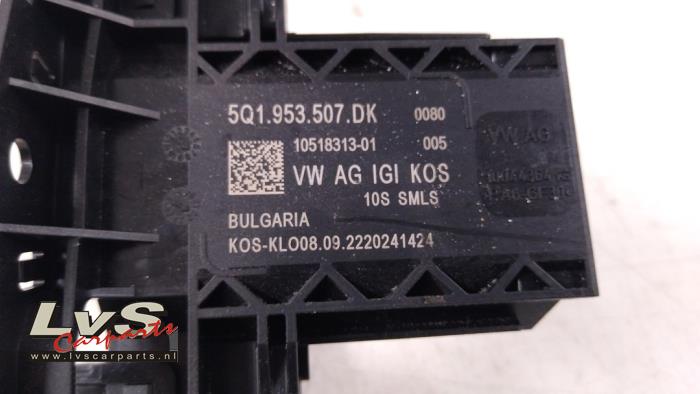 5Q1.953.507.DK 0080
10518313-01 005
VW AG IGI KOS
10S SMLS
BULGARIA
KOS-KLO08.09.2220241424
VW AG
LvS
Carparts
www.lvscarparts.nl